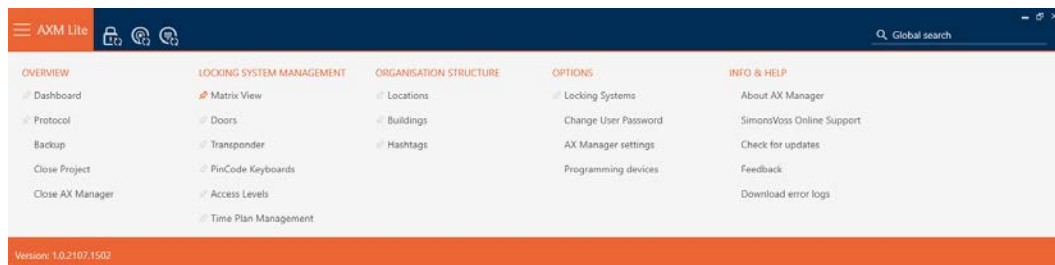 AXM Lite
Global search
OVERVIEW
Dashboard
Protocol
Backup
Close Project
Close AX Manager
LOCKING SYSTEM MANAGEMENT
Matrix View
Doors
Transponder
PinCode Keyboards
Access Levels
Time Plan Management
ORGANISATION STRUCTURE
Locations
Buildings
Hashtags
OPTIONS
Locking Systems
Change User Password
AX Manager settings
Programming devices
INFO & HELP
About AX Manager
SimonsVoss Online Support
Check for updates
Feedback
Download error logs
Version: 1.0.2107.1502